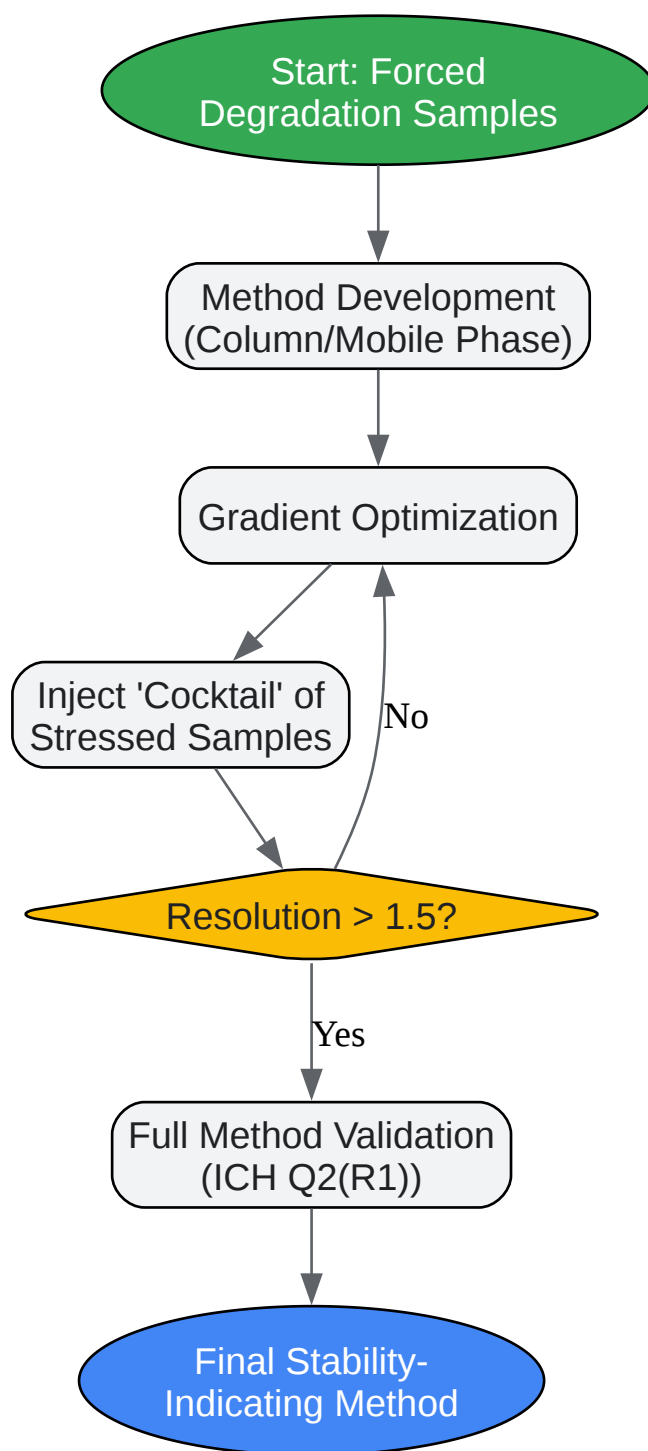 Start: Forced
Degradation Samples
Method Development
(Column/Mobile Phase)
Gradient Optimization
Inject 'Cocktail' of
Stressed Samples
No
Resolution > 1.5?
Yes
Full Method Validation
(ICH Q2(R1))
Final Stability-
Indicating Method